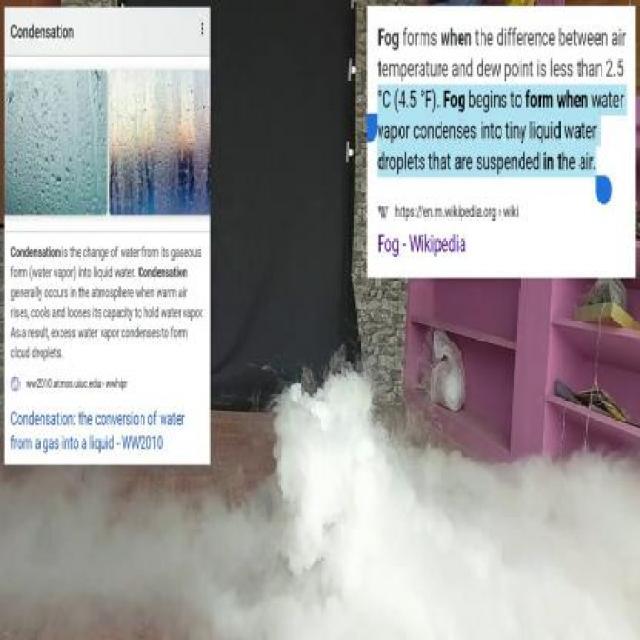 Condensation
Condensation is the change of water from its gaseous
form (water vapor) into liquid water. Condensation
generally occurs in the atmosphere when warm air
rises, cools and looses its capacity to hold water vapor.
As a result, excess water vapor condenses to form
cloud droplets.
ww2010.atmos.uiuc.edu › wwhlpr
Condensation: the conversion of water
from a gas into a liquid - WW2010
Fog forms when the difference between air
temperature and dew point is less than 2.5
°C (4.5 °F). Fog begins to form when water
vapor condenses into tiny liquid water
droplets that are suspended in the air.
W https://en.m.wikipedia.org › wiki
Fog - Wikipedia